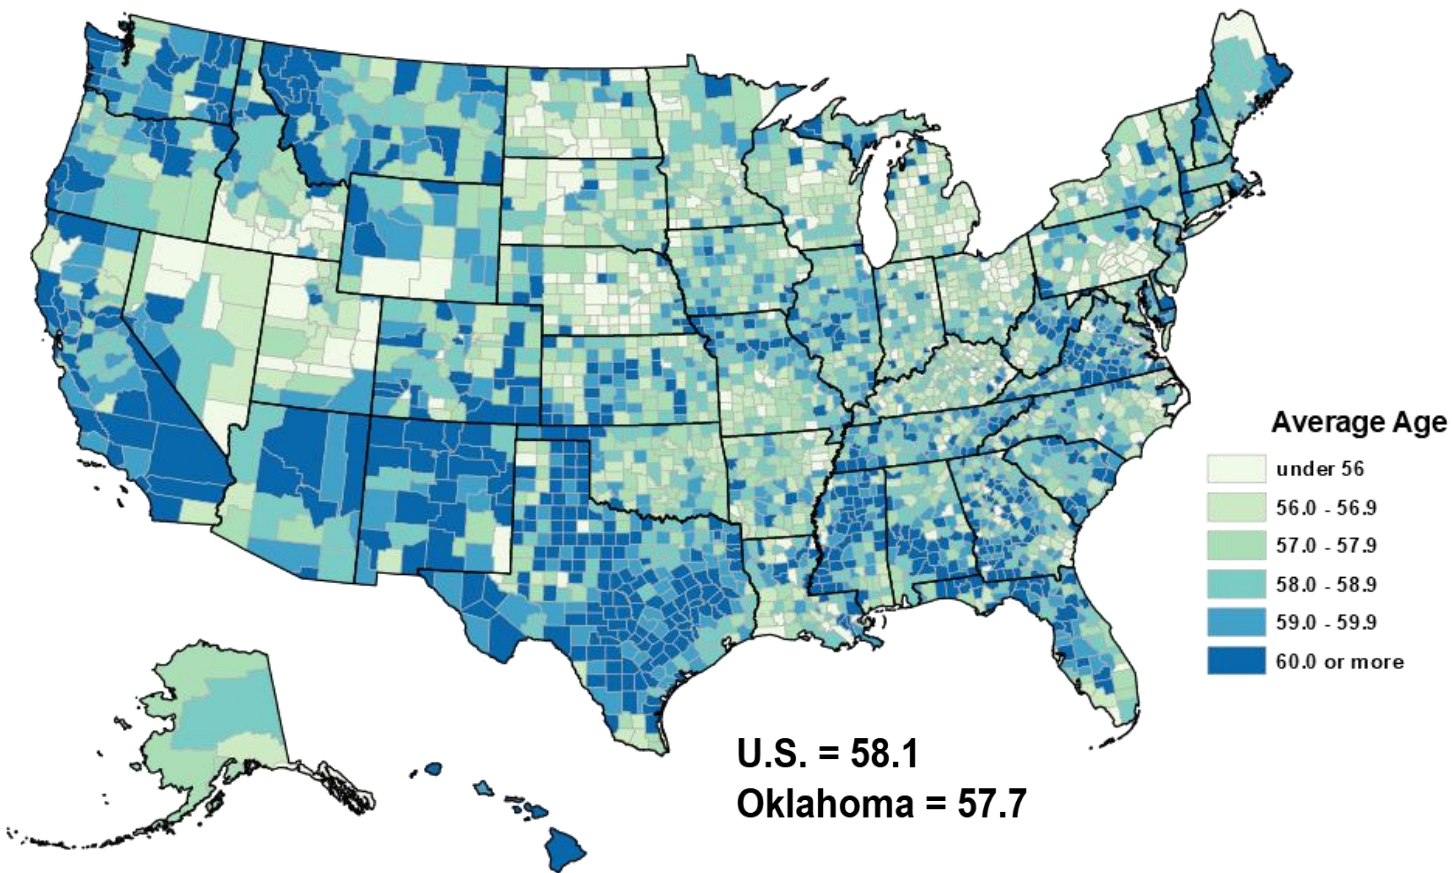 Average Age
under 56
56.0 - 56.9
57.0 - 57.9
58.0 - 58.9
59.0 - 59.9
60.0 or more
U.S. = 58.1
Oklahoma = 57.7